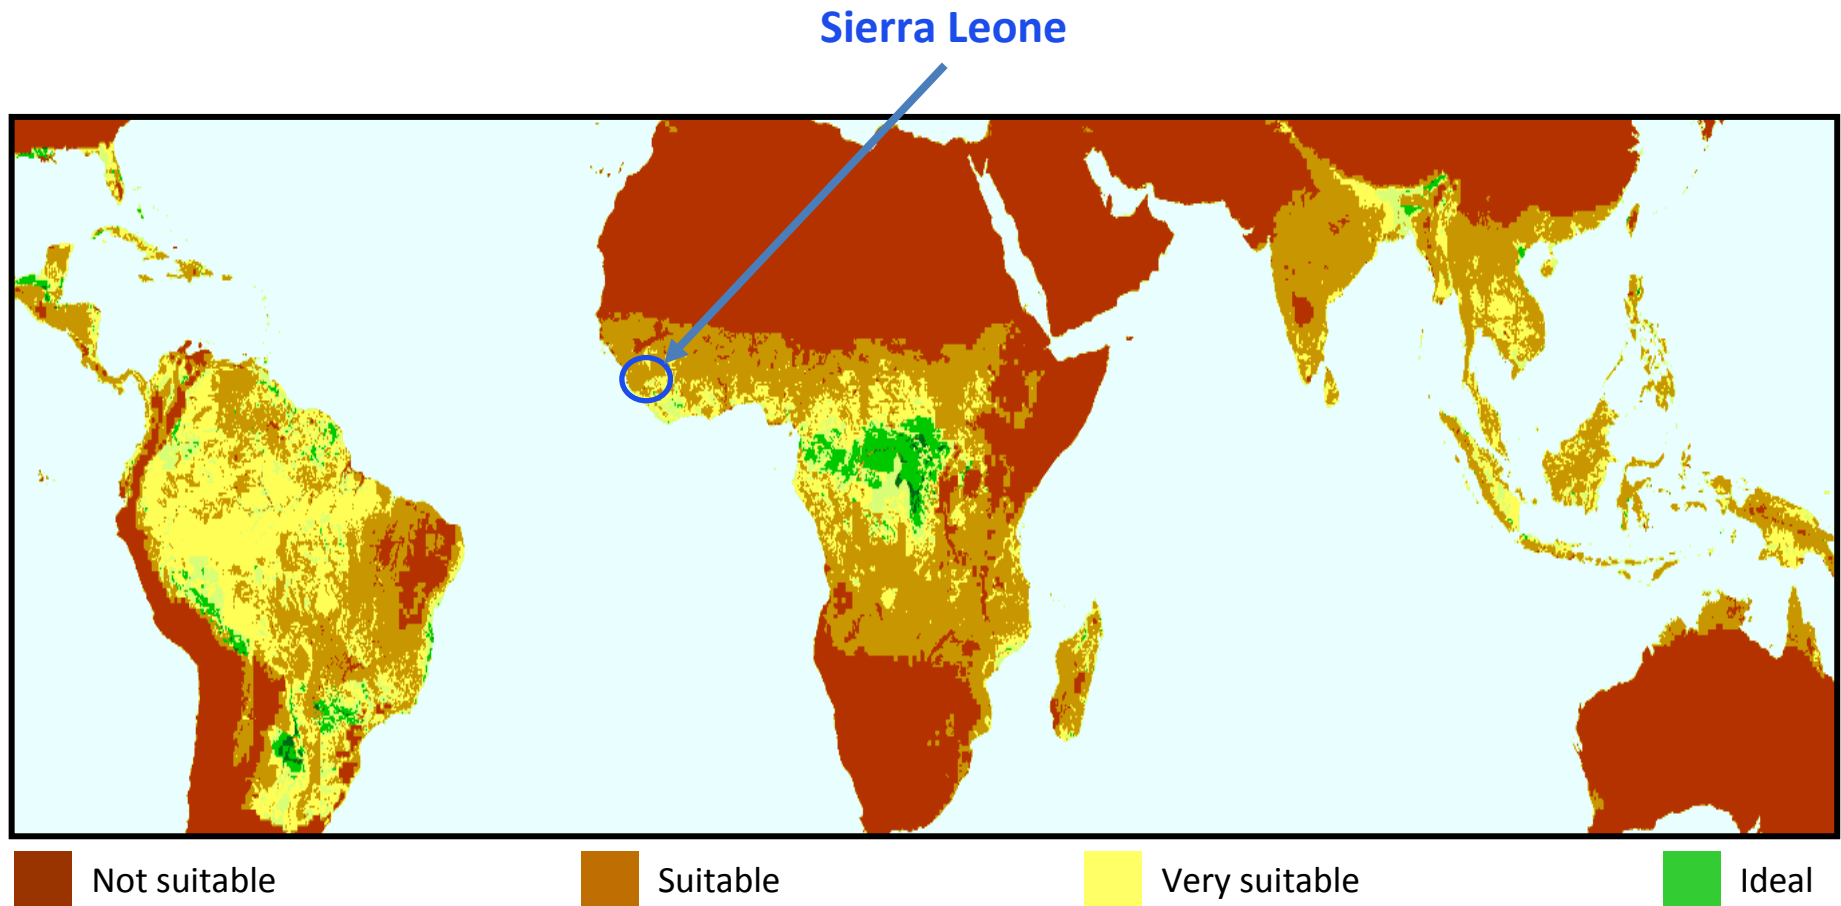 Sierra Leone
Not suitable
Suitable
Very suitable
Ideal